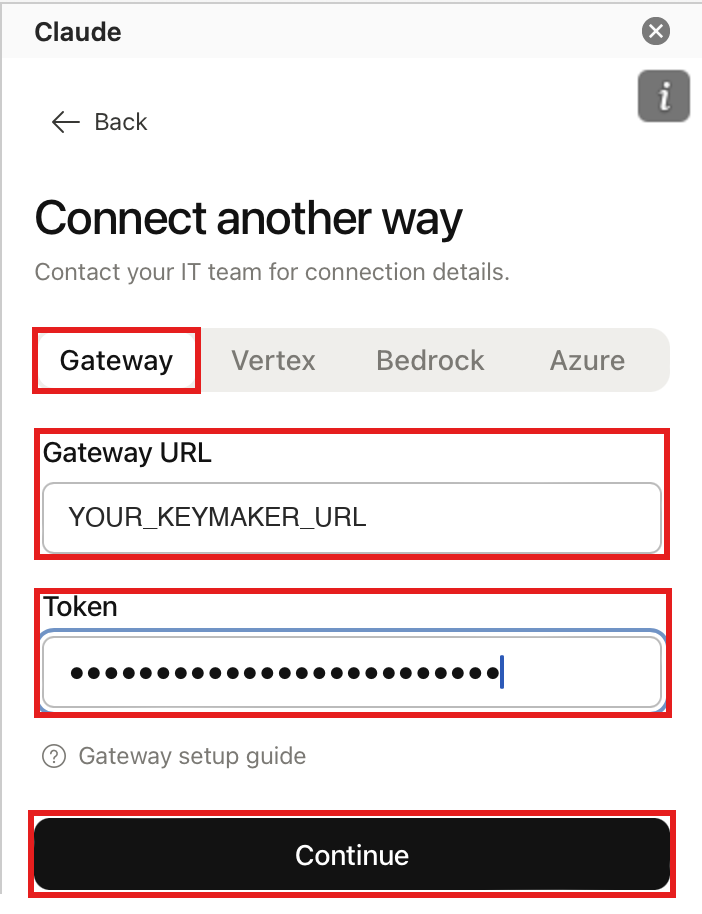 Claude
i
Back
Connect another way
Contact your IT team for connection details.
Gateway Vertex Bedrock Azure
Gateway URL
YOUR_KEYMAKER_URL
Token
•••••••••••••••••••••••••
? Gateway setup guide
Continue